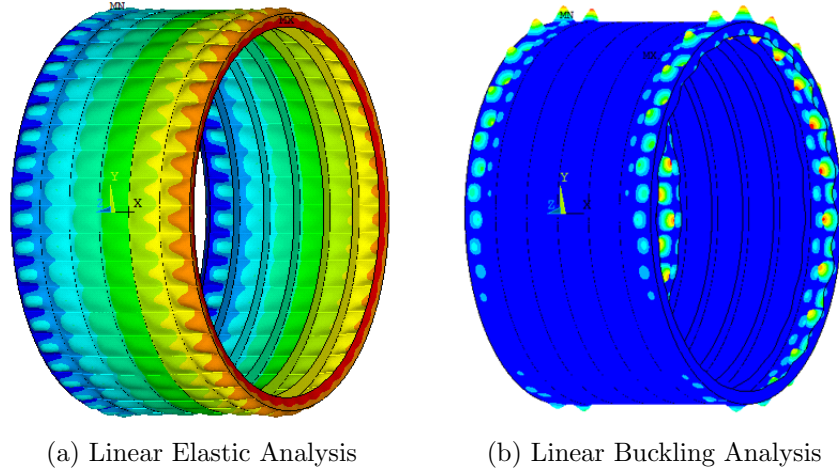 MN
MX
Y
Z X
(a) Linear Elastic Analysis
MN
MX
Y
Z X
(b) Linear Buckling Analysis